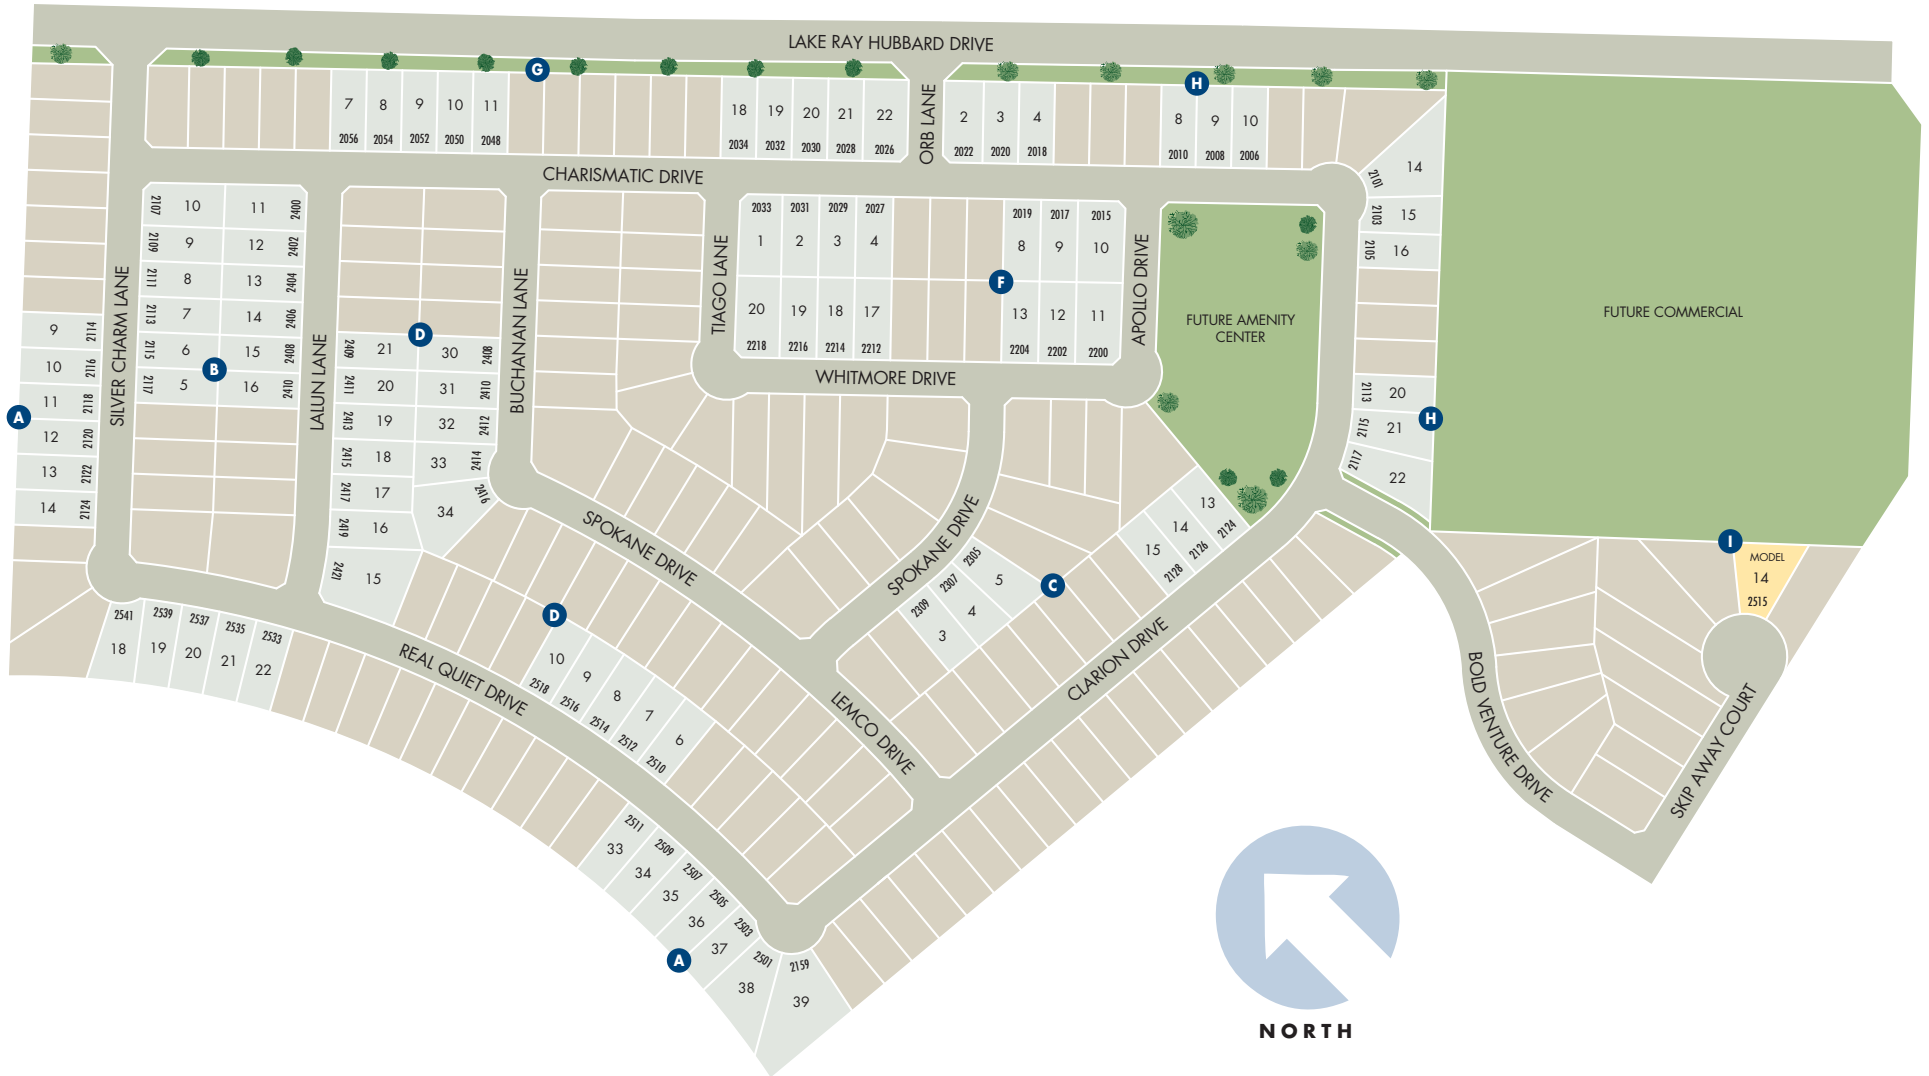 LAKE RAY HUBBARD DRIVE
G
H
7 8 9 10 11
2056 2054 2052 2050 2048
18 19 20 21 22
2034 2032 2030 2028 2026
ORB LANE
2 3 4
2022 2020 2018
8 9 10
2010 2008 2006
CHARISMATIC DRIVE
14
2101
2103 15
2105 16
2107 10 11 2400
2109 9 12 2402
2111 8 13 2404
2113 7 14 2406
2115 6 15 2408
B
2117 5 16 2410
SILVER CHARM LANE
LALUN LANE
9 2114
10 2116
11 2118
A
12 2120
13 2122
14 2124
D
2409 21 30 2408
2411 20 31 2410
2413 19 32 2412
2415 18 33 2414
2417 17 34 2416
2419 16
2421 15
BUCHANAN LANE
TIAGO LANE
2033 2031 2029 2027
1 2 3 4
20 19 18 17
2218 2216 2214 2212
F
2019 2017 2015
8 9 10
13 12 11
2204 2202 2200
APOLLO DRIVE
WHITMORE DRIVE
FUTURE AMENITY
CENTER
FUTURE COMMERCIAL
2113 20
H
2115 21
2117 22
13 2124
14 2126
15 2128
SPOKANE DRIVE
SPOKANE DRIVE
2305 5
2307 4
2309 3
C
I
MODEL
14
2515
2541 2539 2537 2535 2533
18 19 20 21 22
REAL QUIET DRIVE
D
10 9 8 7 6
2518 2516 2514 2512 2510
LEMCO DRIVE
CLARION DRIVE
BOLD VENTURE DRIVE
SKIP AWAY COURT
2511 2509 2507 2505 2503 2501 2159
33 34 35 36 37 38 39
A
NORTH